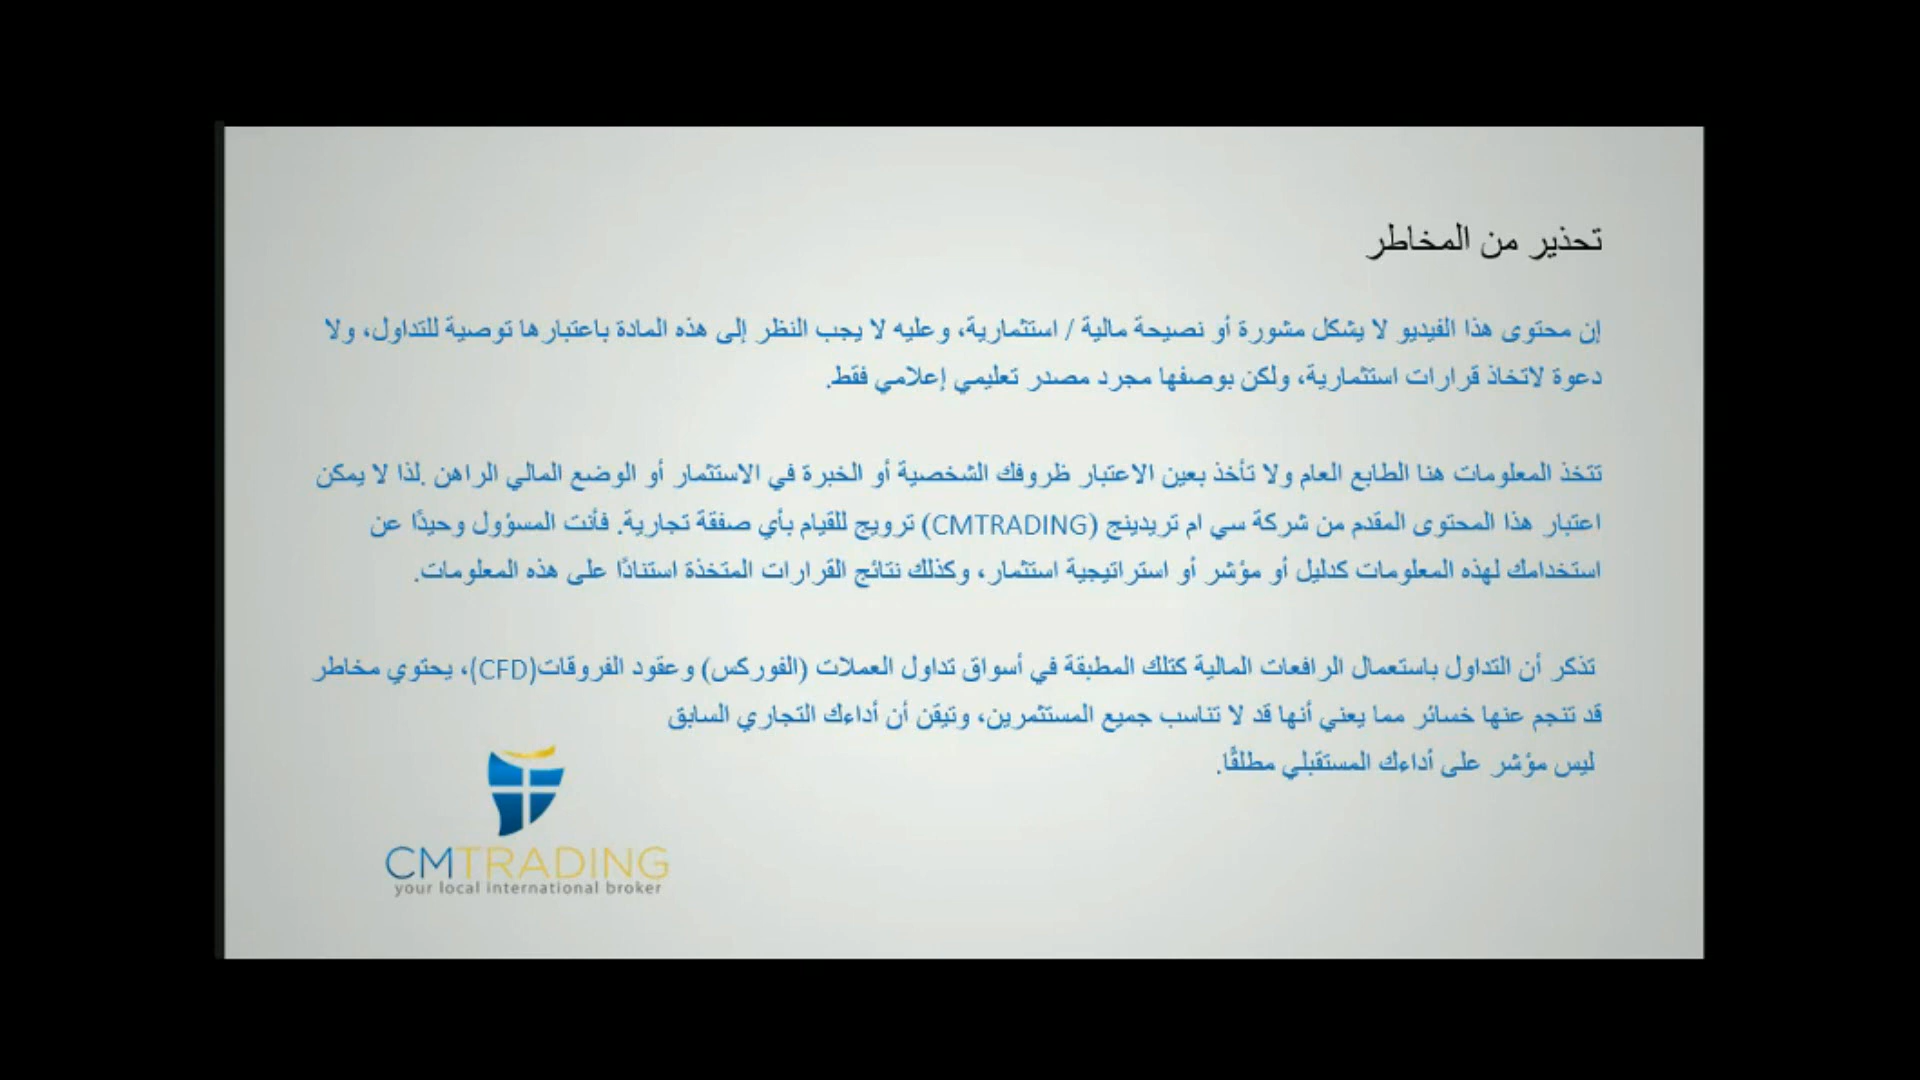 تحذير من المخاطر
إن محتوى هذا الفيديو لا يشكل مشورة أو نصيحة مالية / استثمارية، وعليه لا يجب النظر إلى هذه المادة باعتبارها توصية للتداول، ولا
دعوة لاتخاذ قرارات استثمارية، ولكن بوصفها مجرد مصدر تعليمي إعلامي فقط.
تتخذ المعلومات هنا الطابع العام ولا تأخذ بعين الاعتبار ظروفك الشخصية أو الخبرة في الاستثمار أو الوضع المالي الراهن .لذا لا يمكن
اعتبار هذا المحتوى المقدم من شركة سي ام تريدينج (CMTRADING) ترويج للقيام بأي صفقة تجارية. فأنت المسؤول وحيدًا عن
استخدامك لهذه المعلومات كدليل أو مؤشر أو استراتيجية استثمار، وكذلك نتائج القرارات المتخذة استنادًا على هذه المعلومات.
تذكر أن التداول باستعمال الرافعات المالية كتلك المطبقة في أسواق تداول العملات (الفوركس) وعقود الفروقات(CFD)، يحتوي مخاطر
قد تنجم عنها خسائر مما يعني أنها قد لا تناسب جميع المستثمرين، وتيقن أن أداءك التجاري السابق
ليس مؤشر على أداءك المستقبلي مطلقًا.
CMTRADING
your local international broker